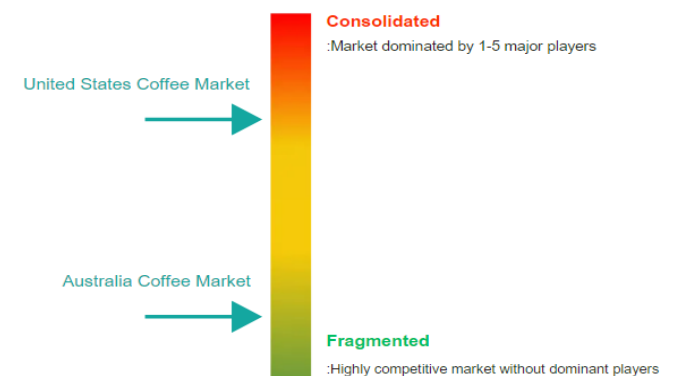 Consolidated
:Market dominated by 1-5 major players
United States Coffee Market
Australia Coffee Market
Fragmented
:Highly competitive market without dominant players